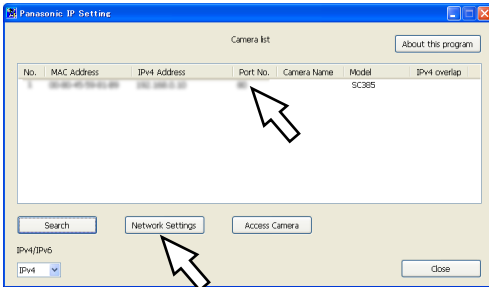 Panasonic IP Setting
Camera list
About this program
No. MAC Address IPv4 Address Port No. Camera Name Model IPv4 overlap
1 SC385
Search Network Settings Access Camera
IPv4/IPv6
IPv4 Close